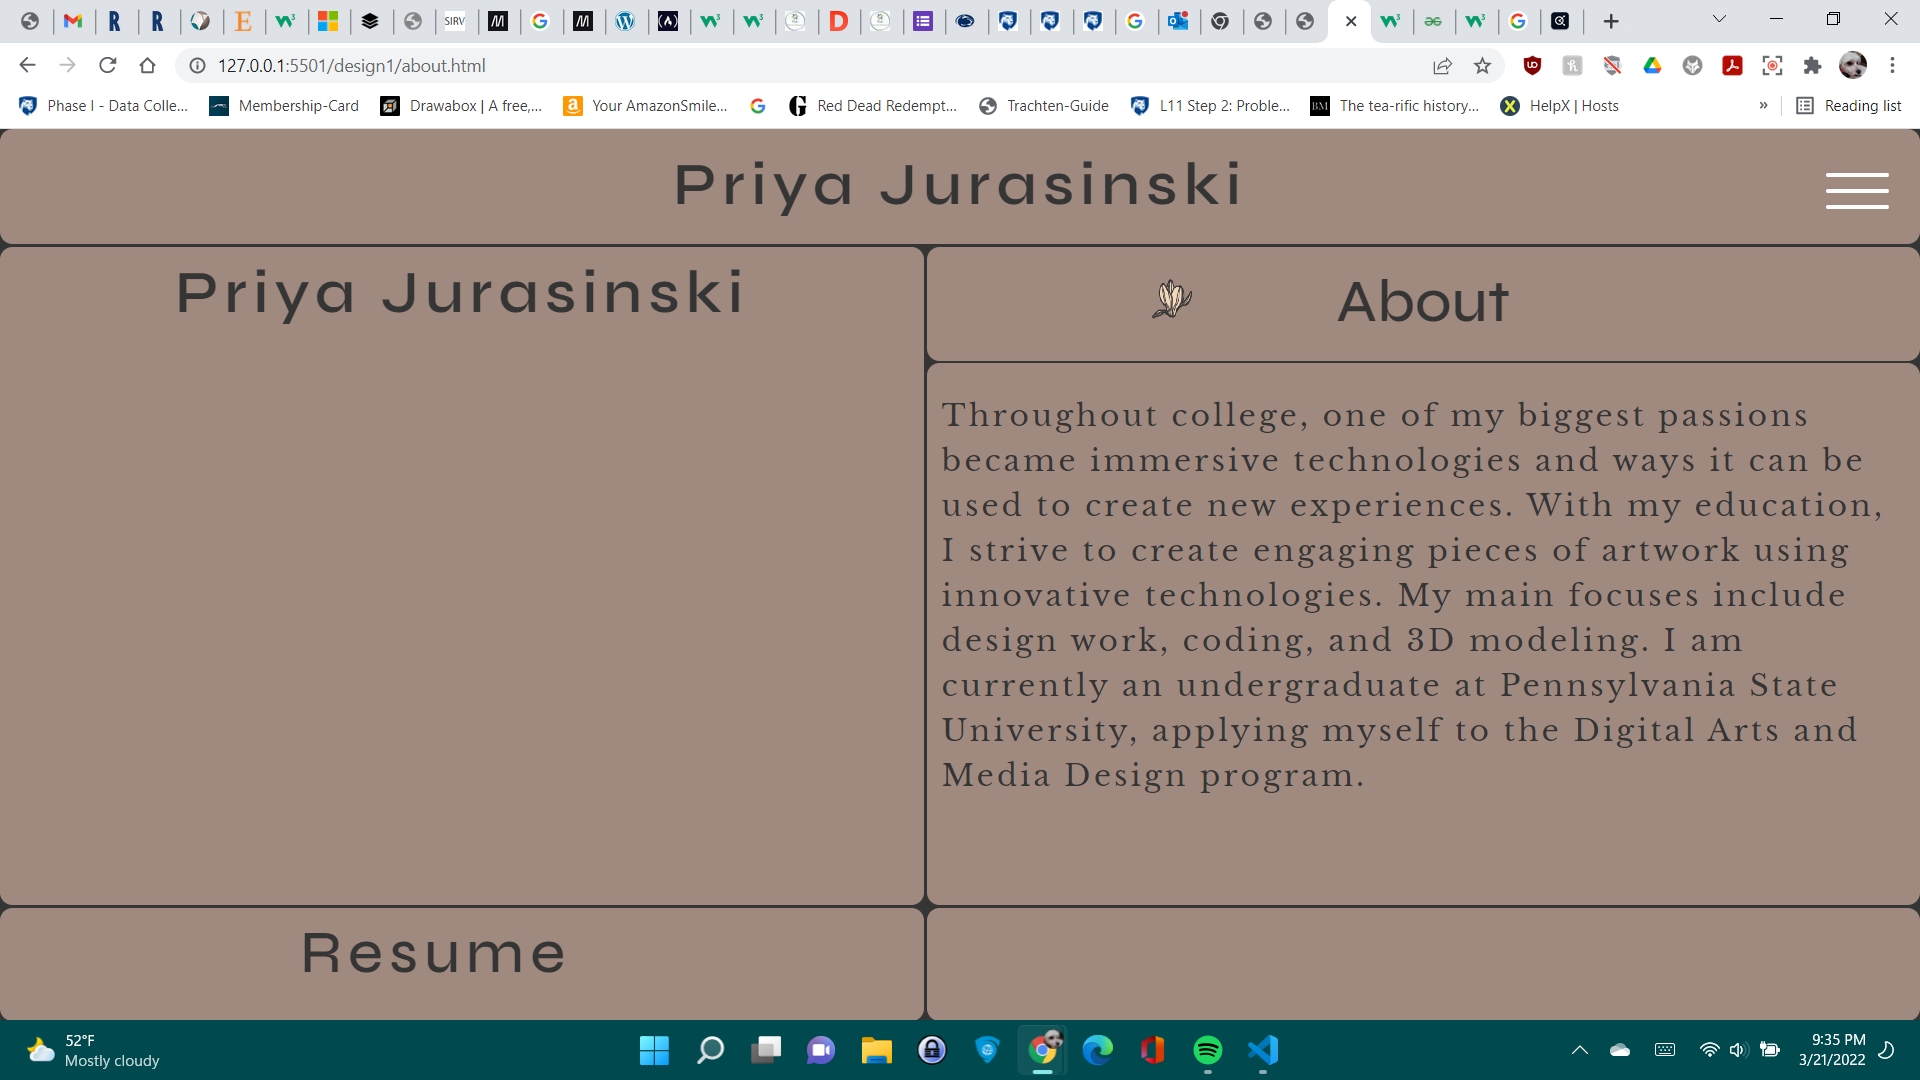 SIRV
127.0.0.1:5501/design1/about.html
Phase I - Data Colle...
Membership-Card
Drawabox | A free,...
Your AmazonSmile...
Red Dead Redempt...
Trachten-Guide
L11 Step 2: Proble...
BM
The tea-rific history...
HelpX | Hosts
»
Reading list
Priya Jurasinski
Priya Jurasinski
About
Throughout college, one of my biggest passions
became immersive technologies and ways it can be
used to create new experiences. With my education,
I strive to create engaging pieces of artwork using
innovative technologies. My main focuses include
design work, coding, and 3D modeling. I am
currently an undergraduate at Pennsylvania State
University, applying myself to the Digital Arts and
Media Design program.
Resume
52°F
Mostly cloudy
9:35 PM
3/21/2022